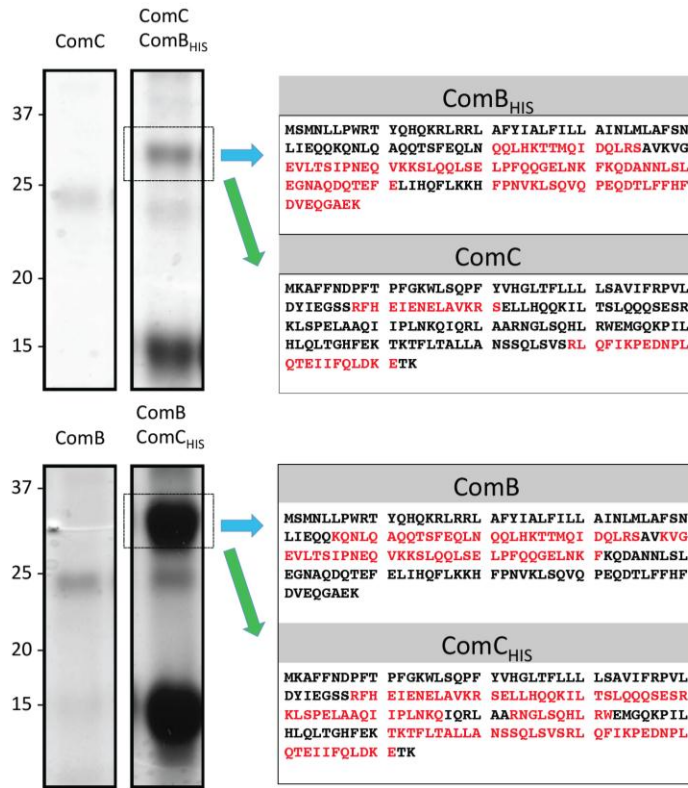 ComC
ComC
ComBHIS
37
25
20
15
ComBHIS
MSMNLLPWRT YQHQKRLRRL AFYIALFILL AINLMLAFSN
LIEQQKQNLQ AQQTSFEQLN QQLHKTTMQI DQLRSAVKVG
EVLTSIPNEQ VKKSLQQLSE LPFQQGELNK FKQDANNLSL
EGNAQDQTEF ELIHQFLKKH FPNVKLSQVQ PEQDTLFFHF
DVEQGAEK
ComC
MKAFFNDPFT PFGKWLSQPF YVHGLTFLLL LSAVIFRPVL
DYIEGSSRFH EIENELAVKR SELLHQQKIL TSLQQQSESR
KLSPELAAQI IPLNKQIQRL AARNGLSQHL RWEMGQKPIL
HLQLTGHFEK TKTFLTALLA NSSQLSVSRL QFIKPEDNPL
QTEIIFQLDK ETK
ComB
ComB
ComCHIS
37
25
20
15
ComB
MSMNLLPWRT YQHQKRLRRL AFYIALFILL AINLMLAFSN
LIEQQKQNLQ AQQTSFEQLN QQLHKTTMQI DQLRSAVKVG
EVLTSIPNEQ VKKSLQQLSE LPFQQGELNK FKQDANNLSL
EGNAQDQTEF ELIHQFLKKH FPNVKLSQVQ PEQDTLFFHF
DVEQGAEK
ComCHIS
MKAFFNDPFT PFGKWLSQPF YVHGLTFLLL LSAVIFRPVL
DYIEGSSRFH EIENELAVKR SELLHQQKIL TSLQQQSESR
KLSPELAAQI IPLNKQIQRL AARNGLSQHL RWEMGQKPIL
HLQLTGHFEK TKTFLTALLA NSSQLSVSRL QFIKPEDNPL
QTEIIFQLDK ETK